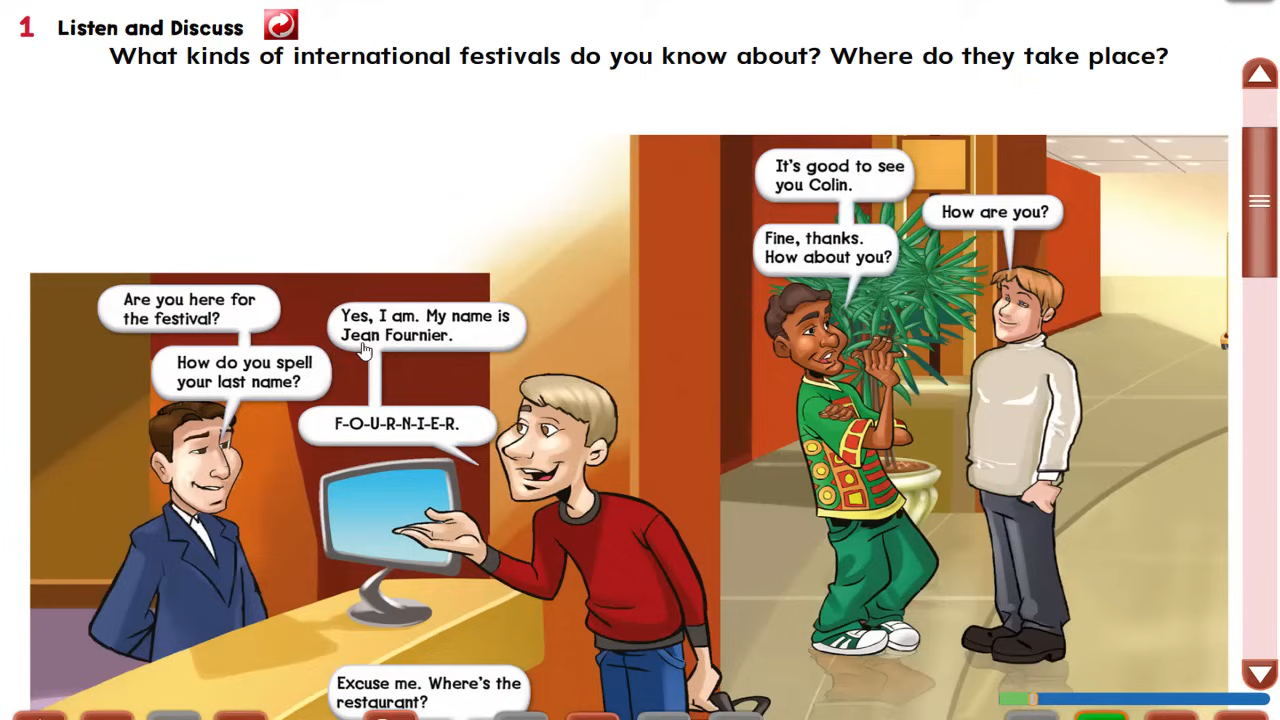 1 Listen and Discuss
What kinds of international festivals do you know about? Where do they take place?
Are you here for
the festival?
Yes, I am. My name is
Jean Fournier.
How do you spell
your last name?
F-O-U-R-N-I-E-R.
It's good to see
you Colin.
How are you?
Fine, thanks.
How about you?
Excuse me. Where's the
restaurant?